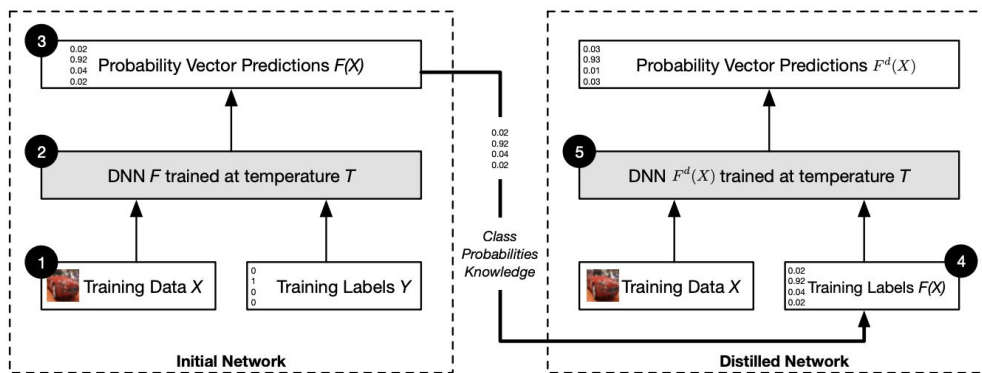 3
0.02
0.92
0.04
0.02
Probability Vector Predictions F(X)
2
DNN F trained at temperature T
1
Training Data X
0
1
0
0
Training Labels Y
Initial Network
0.02
0.92
0.04
0.02
Class
Probabilities
Knowledge
0.03
0.93
0.01
0.03
Probability Vector Predictions F^d(X)
5
DNN F^d(X) trained at temperature T
Training Data X
4
0.02
0.92
0.04
0.02
Training Labels F(X)
Distilled Network